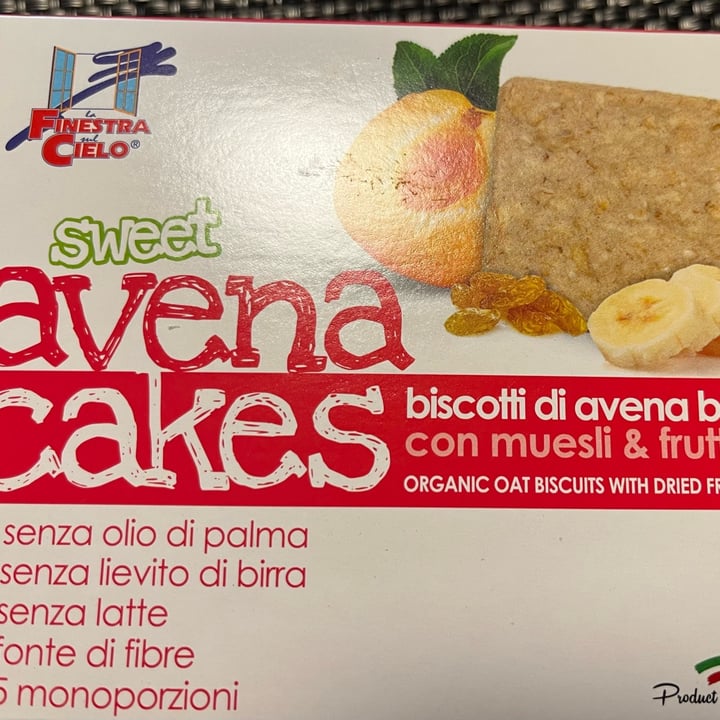 la
FINESTRA
sul
CIELO®
sweet
avena
cakes
biscotti di avena b
con muesli & frut
ORGANIC OAT BISCUITS WITH DRIED FR
senza olio di palma
senza lievito di birra
senza latte
fonte di fibre
5 monoporzioni
Product